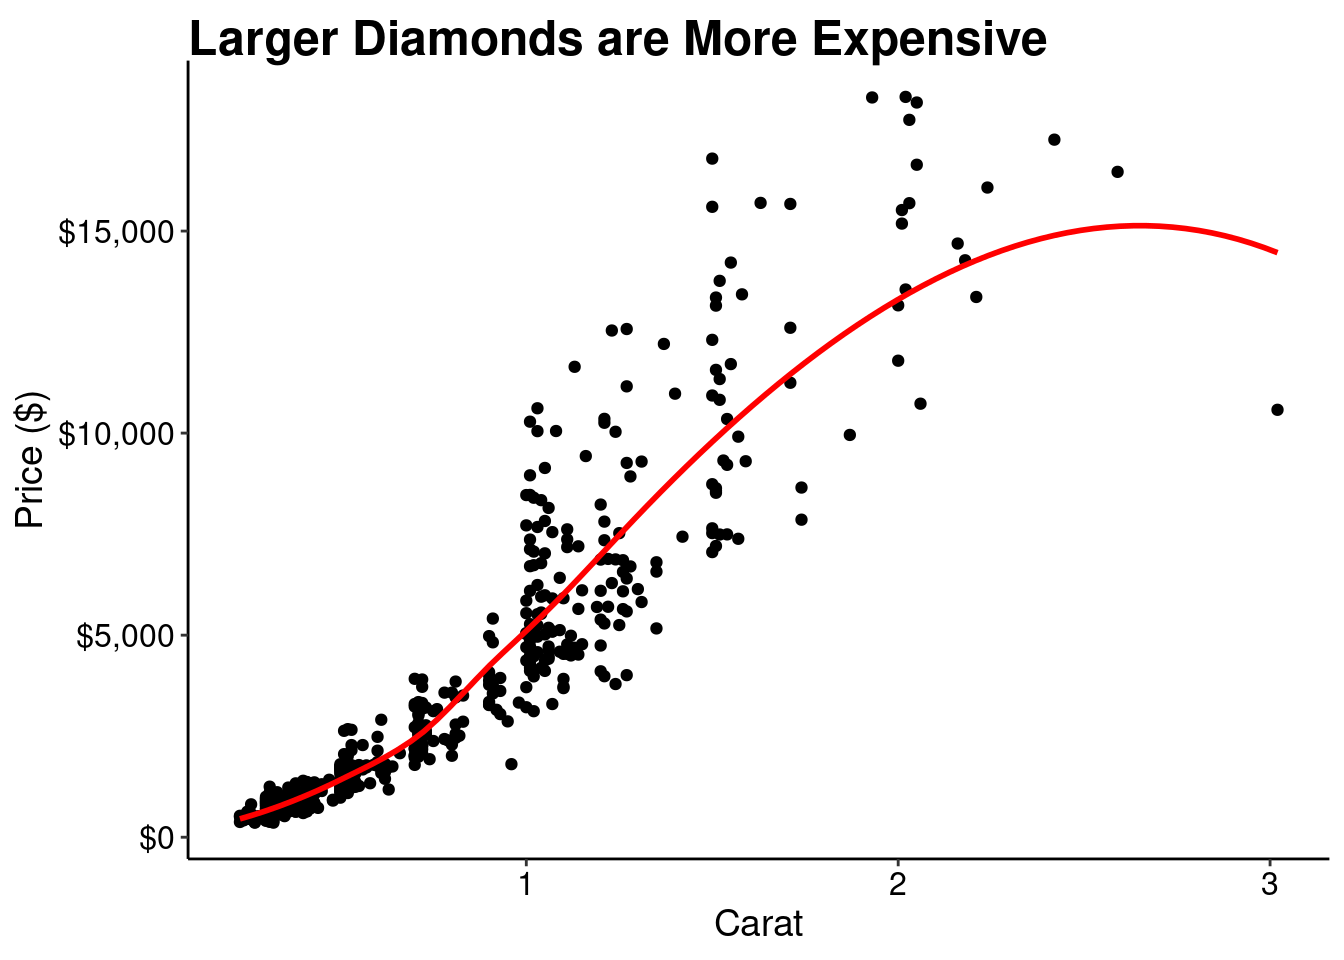 Larger Diamonds are More Expensive
Price ($)
$15,000
$10,000
$5,000
$0
1 2 3
Carat